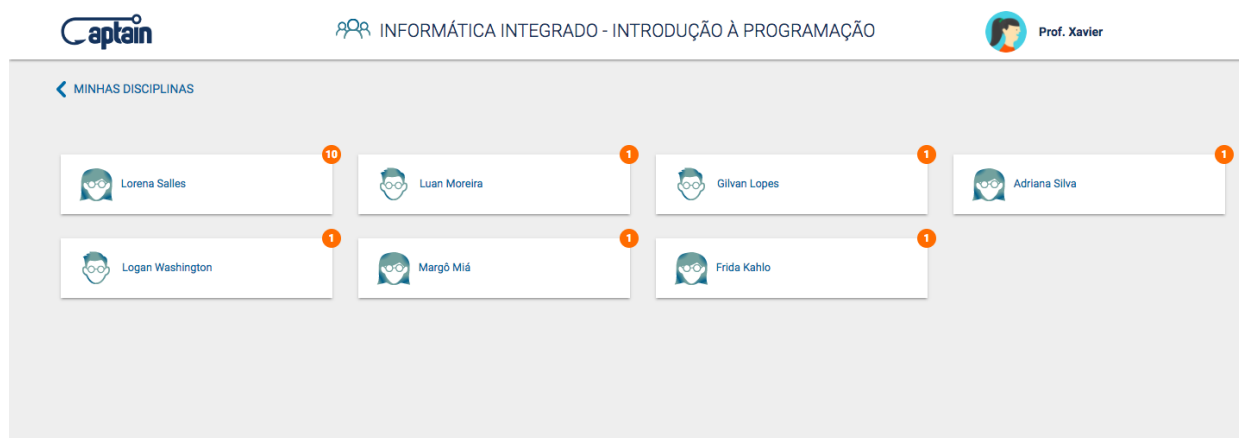 Captain
INFORMÁTICA INTEGRADO - INTRODUÇÃO À PROGRAMAÇÃO
Prof. Xavier
MINHAS DISCIPLINAS
10
Lorena Salles
1
Luan Moreira
1
Gilvan Lopes
1
Adriana Silva
1
Logan Washington
1
Margô Miá
1
Frida Kahlo